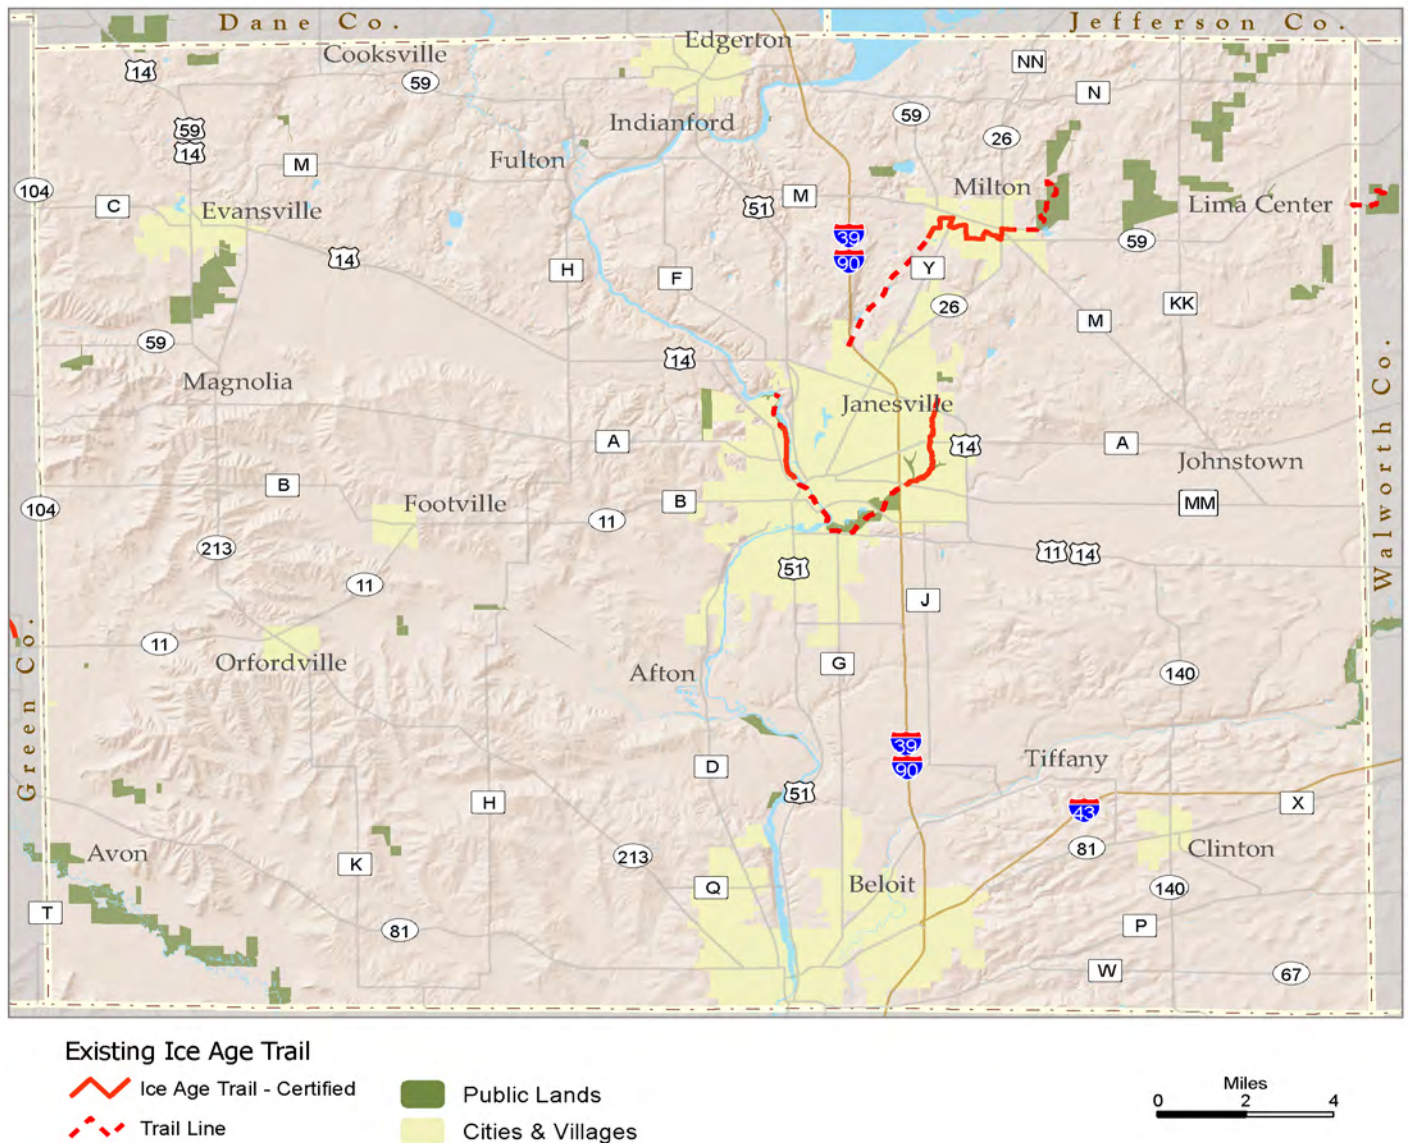 Dane Co.
Jefferson Co.
Cooksville
Edgerton
NN
14
59
N
59
Indianford
26
59
14
Fulton
M
104
C
Evansville
51
M
Milton
Lima Center
14
39
90
59
H
F
Y
26
KK
M
59
14
Magnolia
Janesville
Walworth Co.
A
14
A
Johnstown
B
104
Footville
B
11
MM
213
11
14
51
11
J
11
Orfordville
Afton
G
140
Green Co.
39
90
D
Tiffany
51
H
43
X
Avon
213
K
81
Clinton
Q
Beloit
140
T
81
P
W
67
Existing Ice Age Trail
Ice Age Trail - Certified
Trail Line
Public Lands
Cities & Villages
Miles
0 2 4